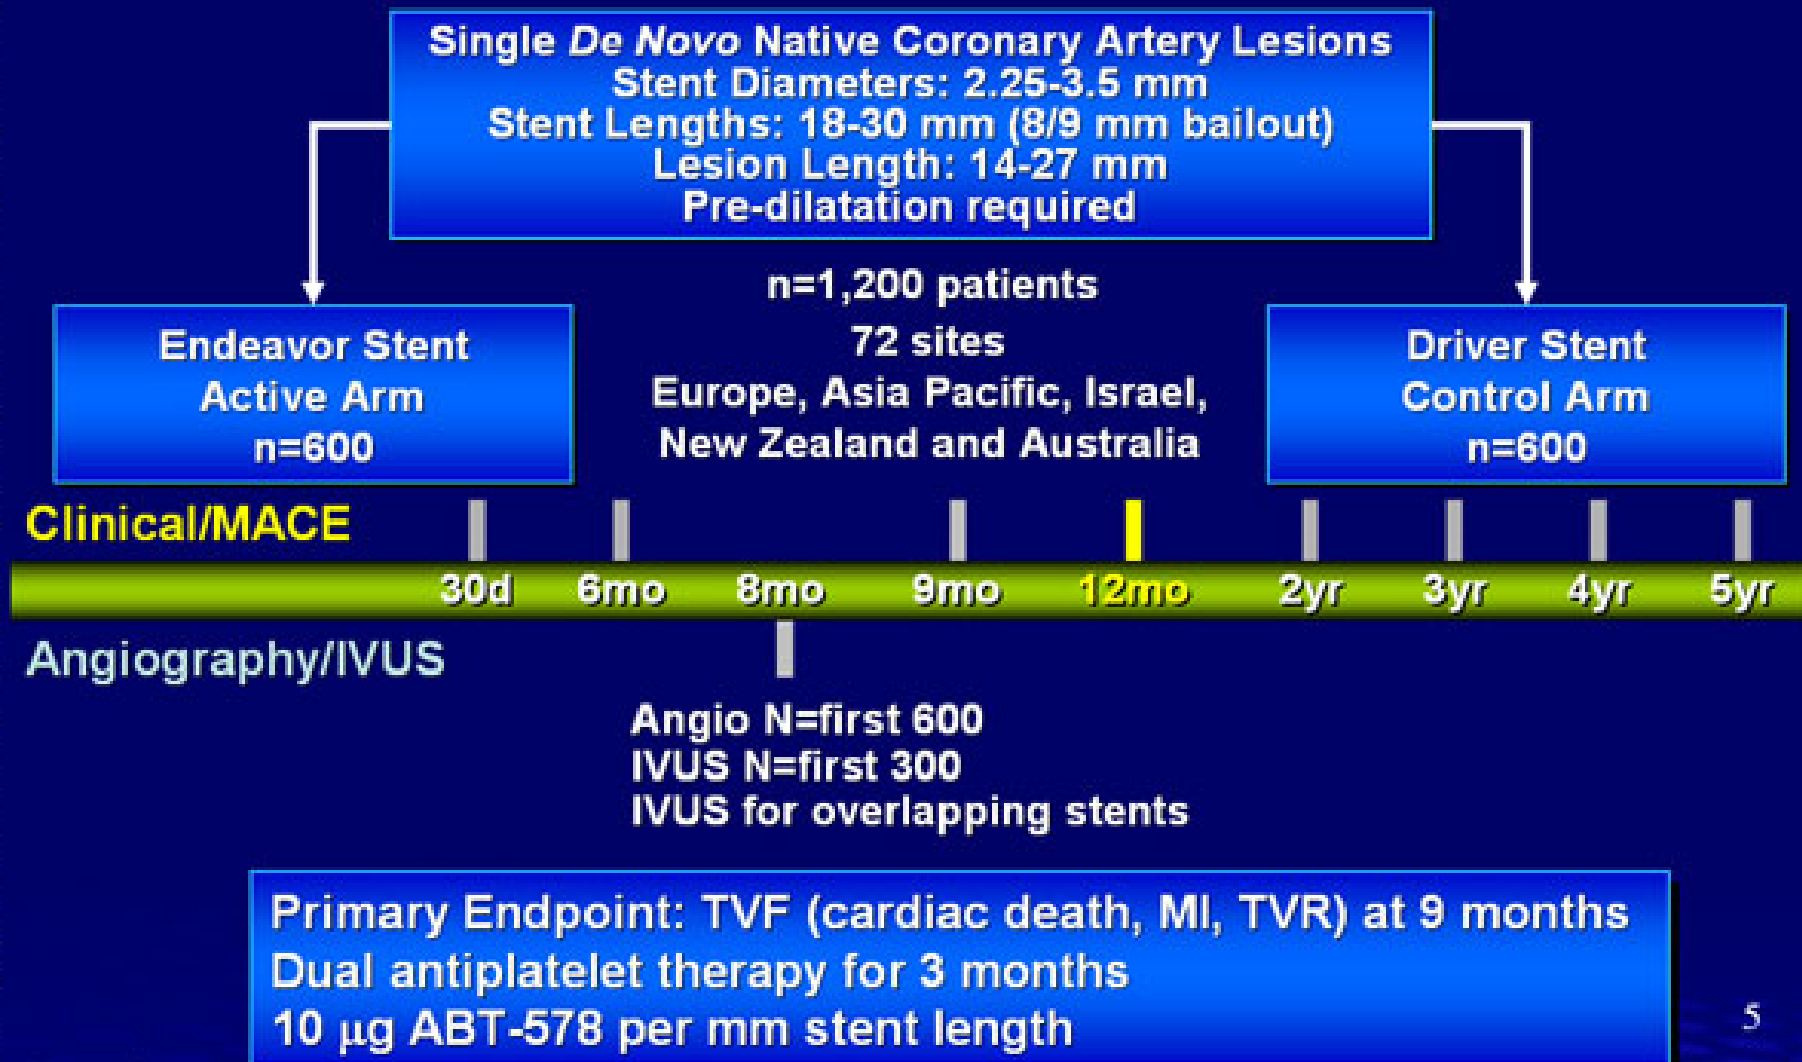 Single De Novo Native Coronary Artery Lesions
Stent Diameters: 2.25-3.5 mm
Stent Lengths: 18-30 mm (8/9 mm bailout)
Lesion Length: 14-27 mm
Pre-dilatation required
n=1,200 patients
72 sites
Europe, Asia Pacific, Israel,
New Zealand and Australia
Endeavor Stent
Active Arm
n=600
Driver Stent
Control Arm
n=600
Clinical/MACE
30d 6mo 8mo 9mo 12mo 2yr 3yr 4yr 5yr
Angiography/IVUS
Angio N=first 600
IVUS N=first 300
IVUS for overlapping stents
Primary Endpoint: TVF (cardiac death, MI, TVR) at 9 months
Dual antiplatelet therapy for 3 months
10 µg ABT-578 per mm stent length
5